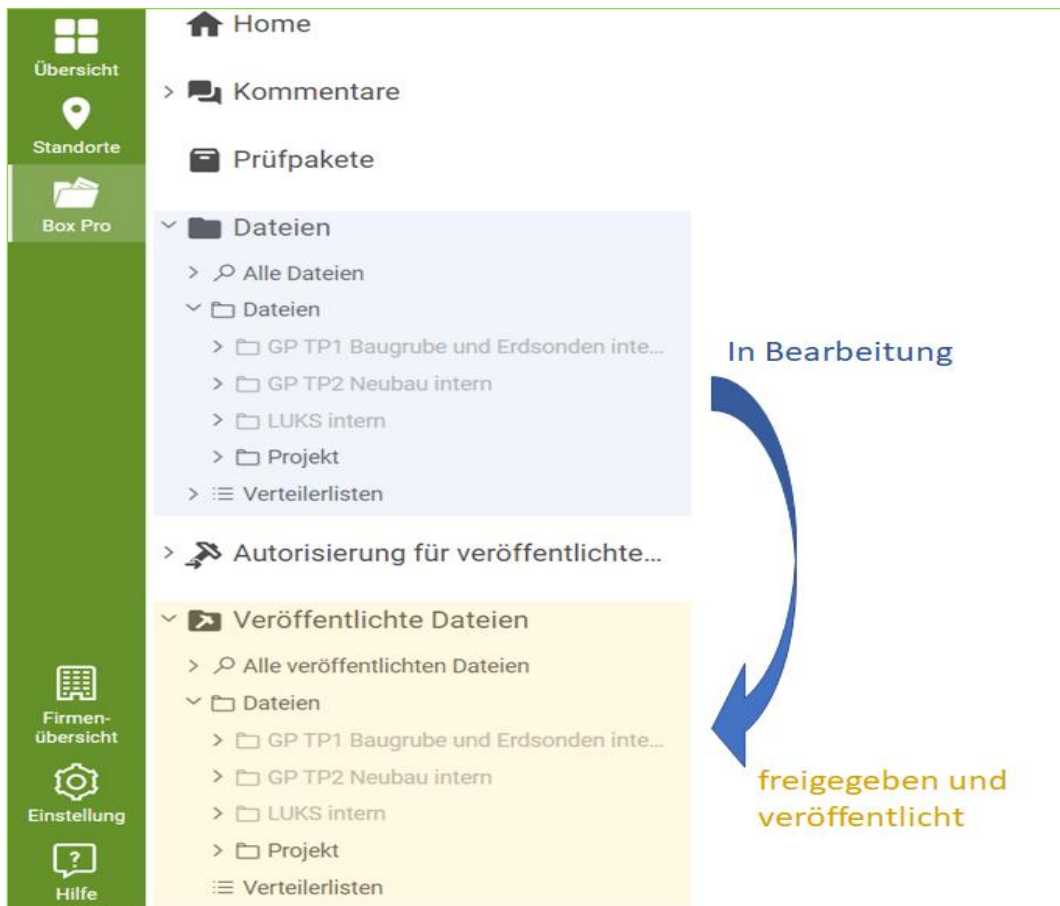 Übersicht
Standorte
Box Pro
Firmen-
übersicht
Einstellung
?
Hilfe
Home
Kommentare
Prüfpakete
Dateien
Alle Dateien
Dateien
GP TP1 Baugrube und Erdsonden inte...
GP TP2 Neubau intern
LUKS intern
Projekt
Verteilerlisten
Autorisierung für veröffentlichte...
Veröffentlichte Dateien
Alle veröffentlichten Dateien
Dateien
GP TP1 Baugrube und Erdsonden inte...
GP TP2 Neubau intern
LUKS intern
Projekt
Verteilerlisten
In Bearbeitung
freigegeben und
veröffentlicht